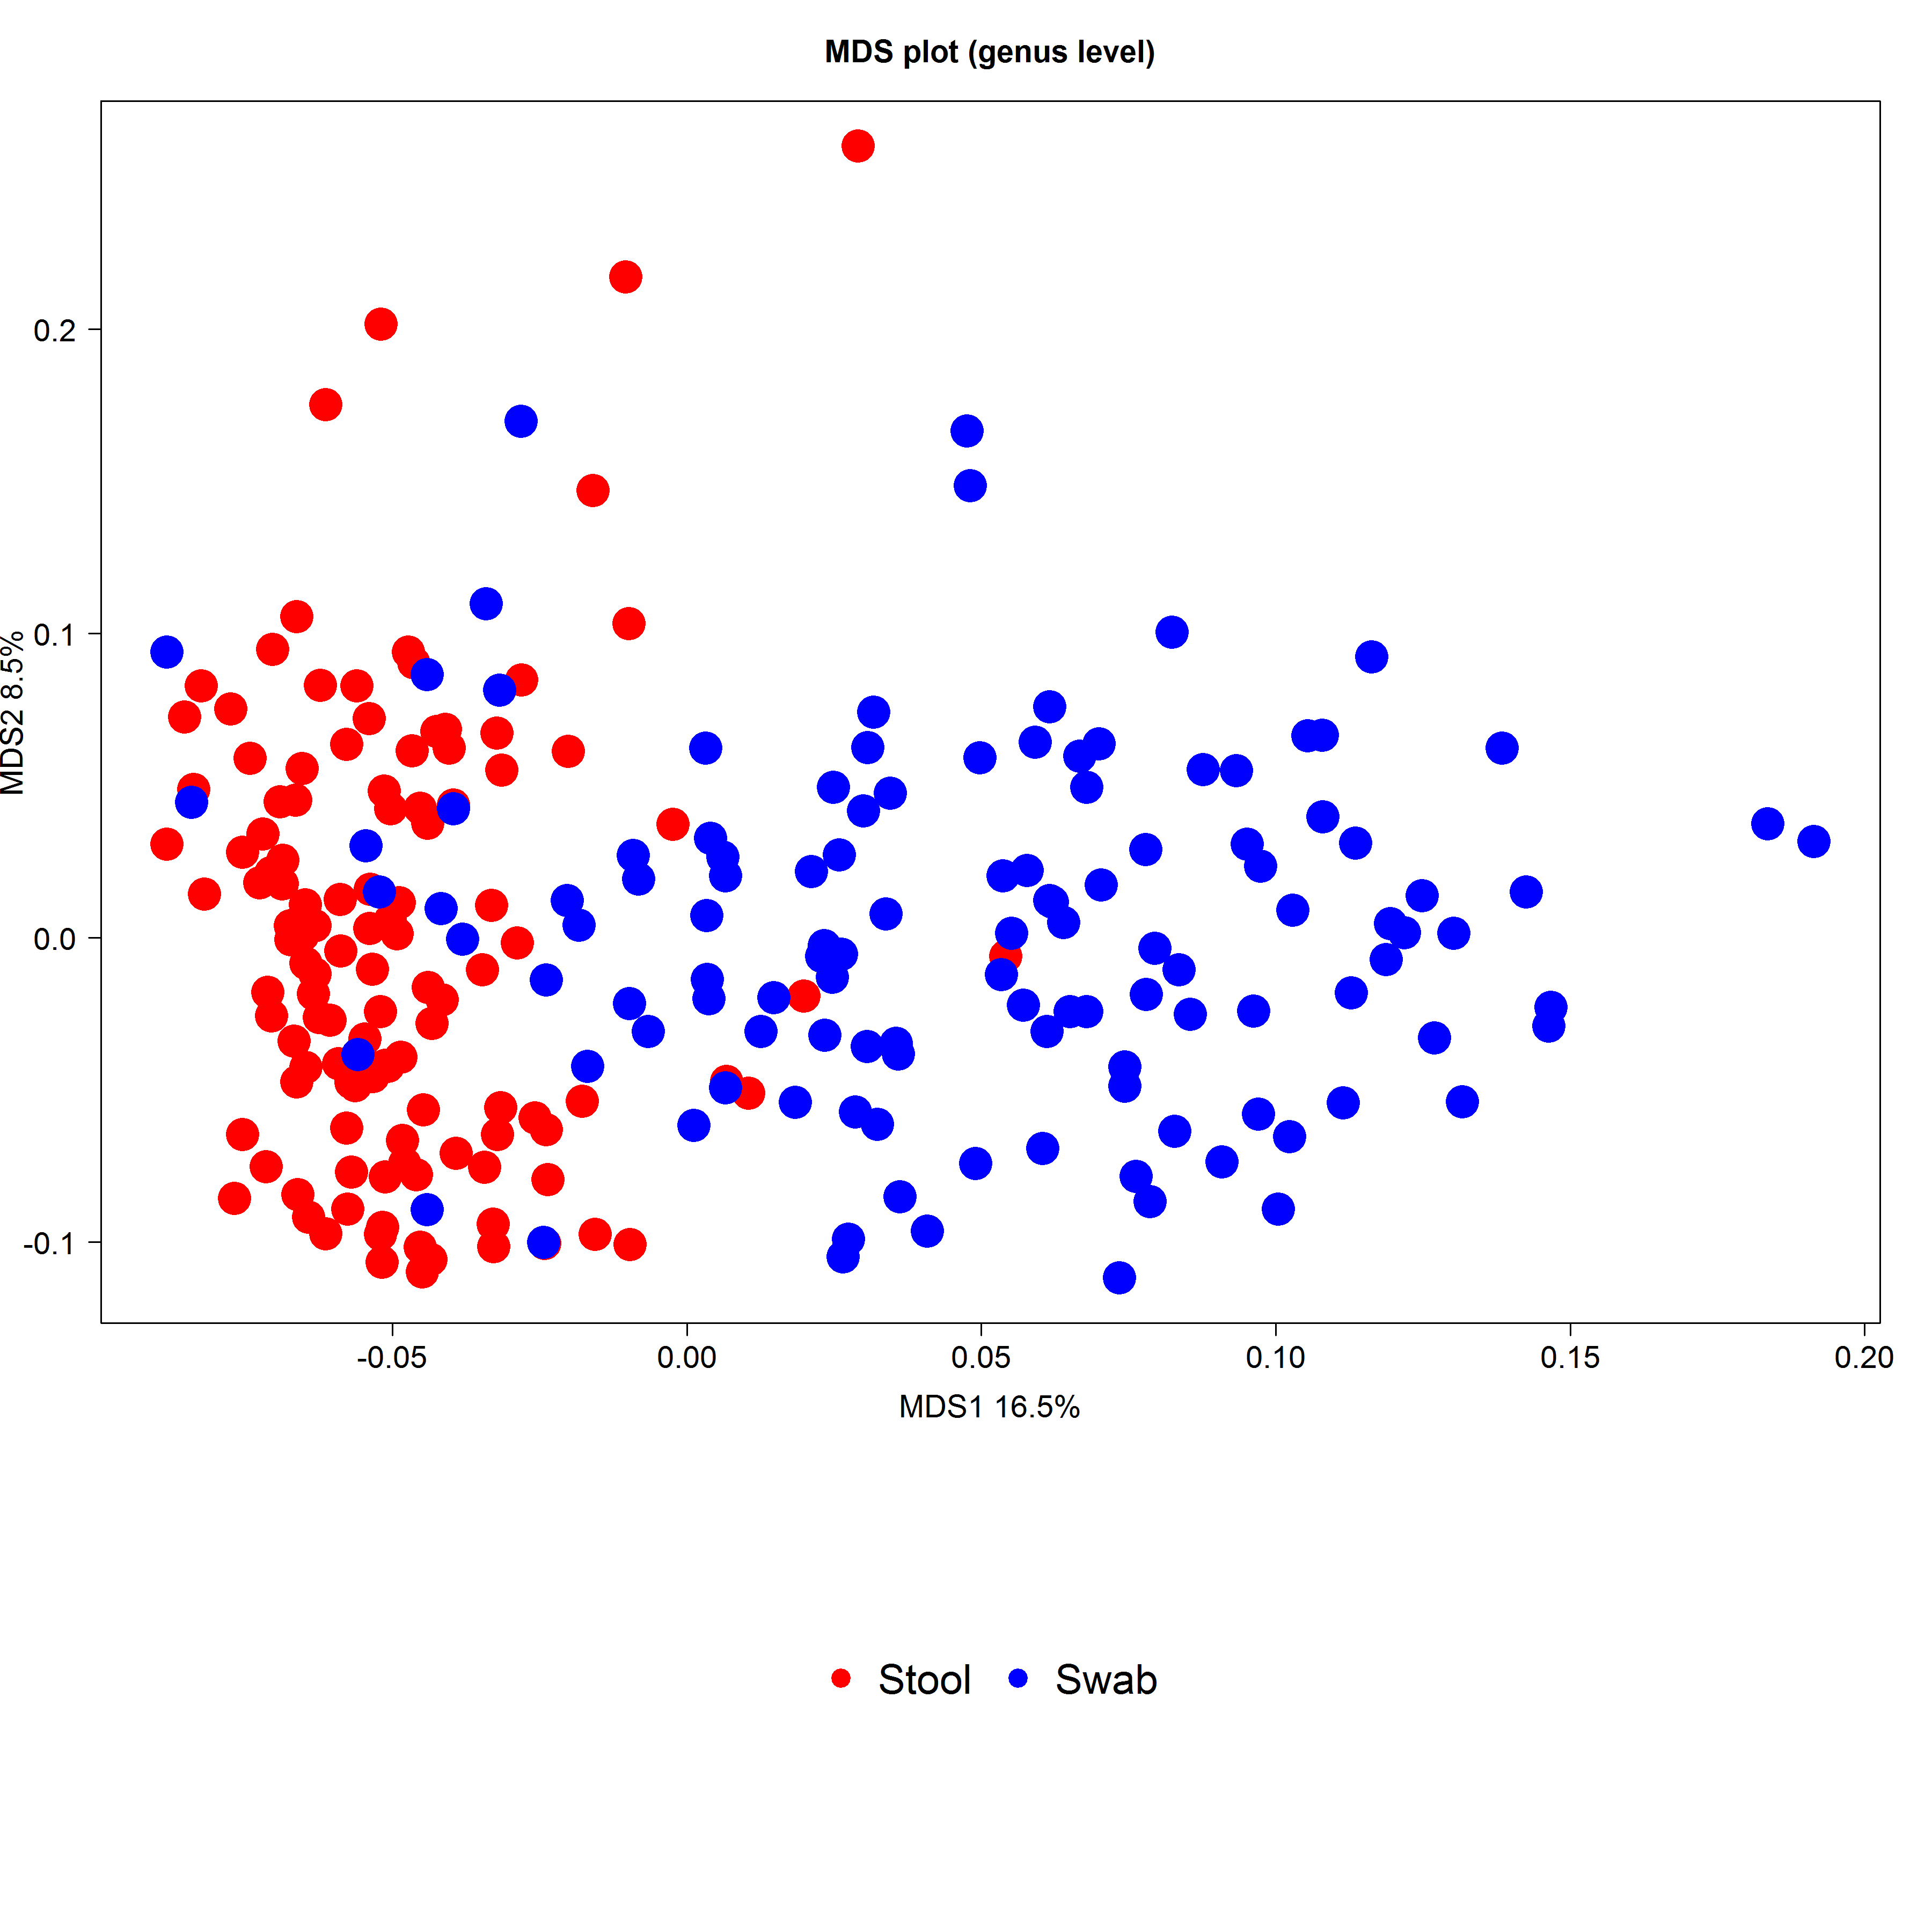 MDS plot (genus level)
0.2
0.1
0.0
-0.1
MDS2 8.5%
-0.05 0.00 0.05 0.10 0.15 0.20
MDS1 16.5%
Stool Swab